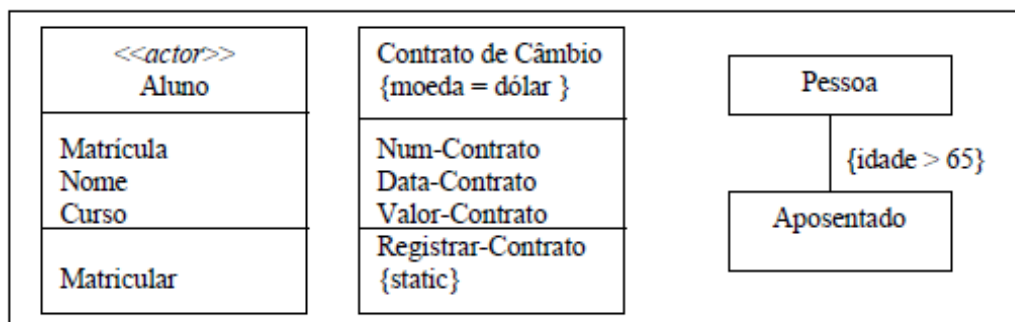 <<actor>>
Aluno
Matrícula
Nome
Curso
Matricular
Contrato de Câmbio
{moeda = dólar }
Num-Contrato
Data-Contrato
Valor-Contrato
Registrar-Contrato
{static}
Pessoa
{idade > 65}
Aposentado